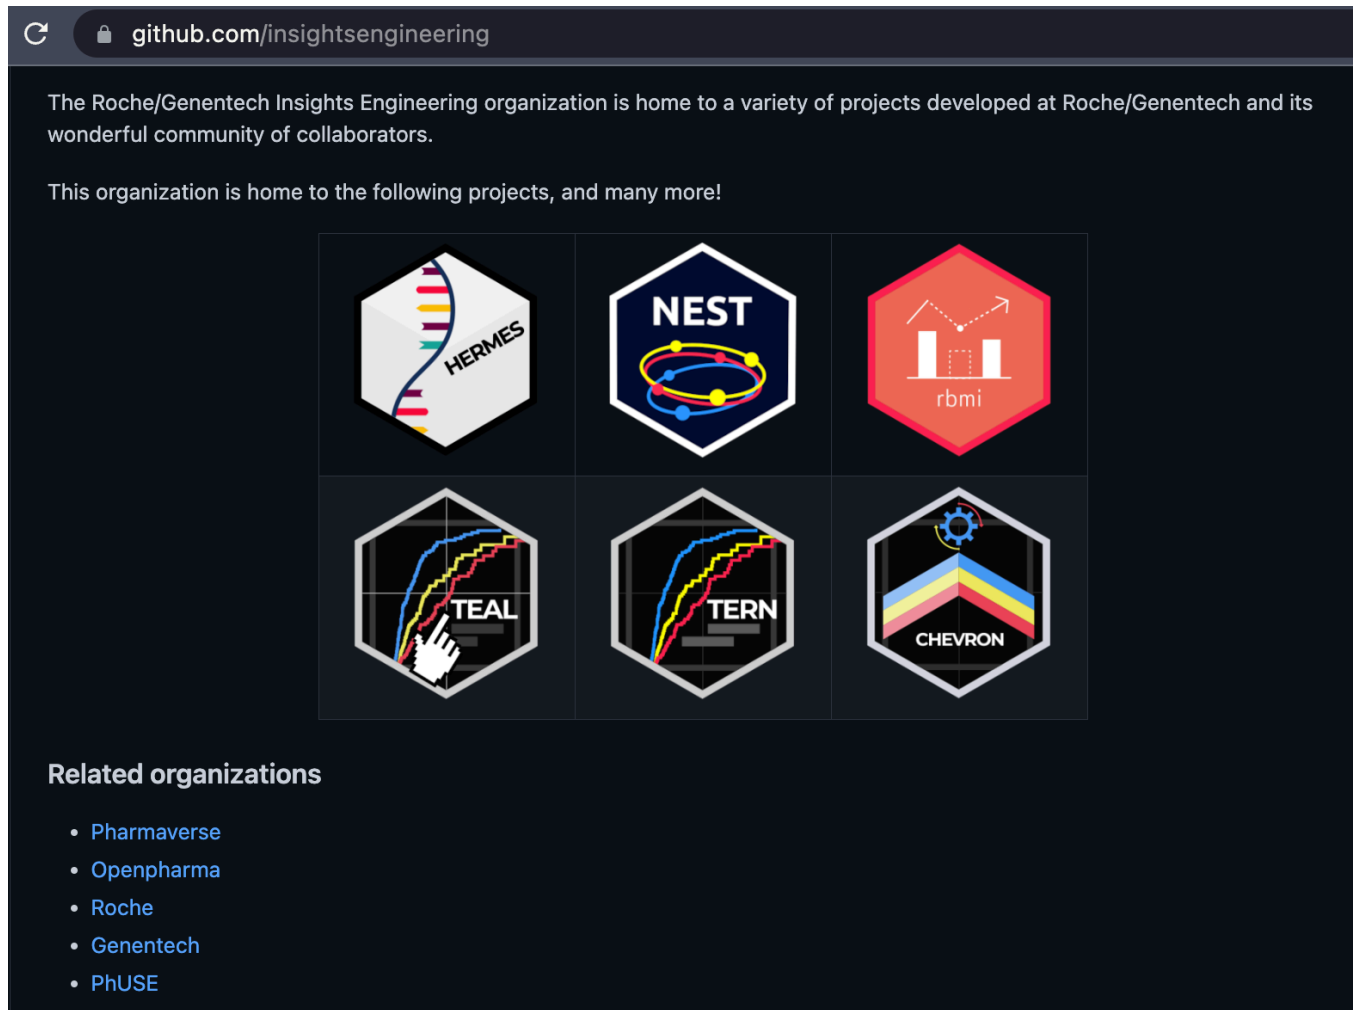 github.com/insightsengineering
The Roche/Genentech Insights Engineering organization is home to a variety of projects developed at Roche/Genentech and its
wonderful community of collaborators.
This organization is home to the following projects, and many more!
HERMES
NEST
rbmi
TEAL
TERN
CHEVRON
Related organizations
Pharmaverse
Openpharma
Roche
Genentech
PhUSE